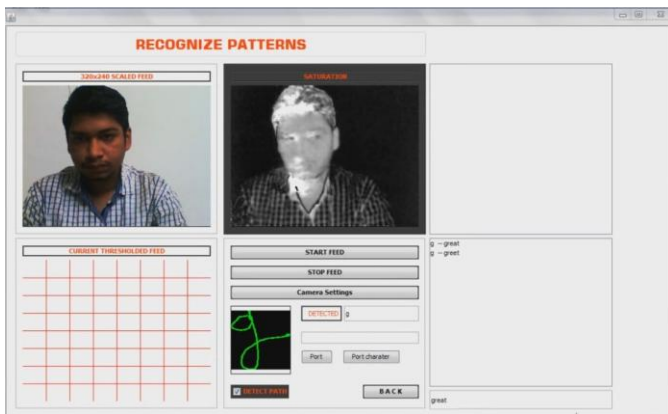 RECOGNIZE PATTERNS
320x240 SCALED FEED
SATURATION
CURRENT THRESHOLDED FEED
START FEED
STOP FEED
Camera Settings
DETECTED g
g
Port Port charater
DETECT PATH
BACK
g -- great
g -- greet
great